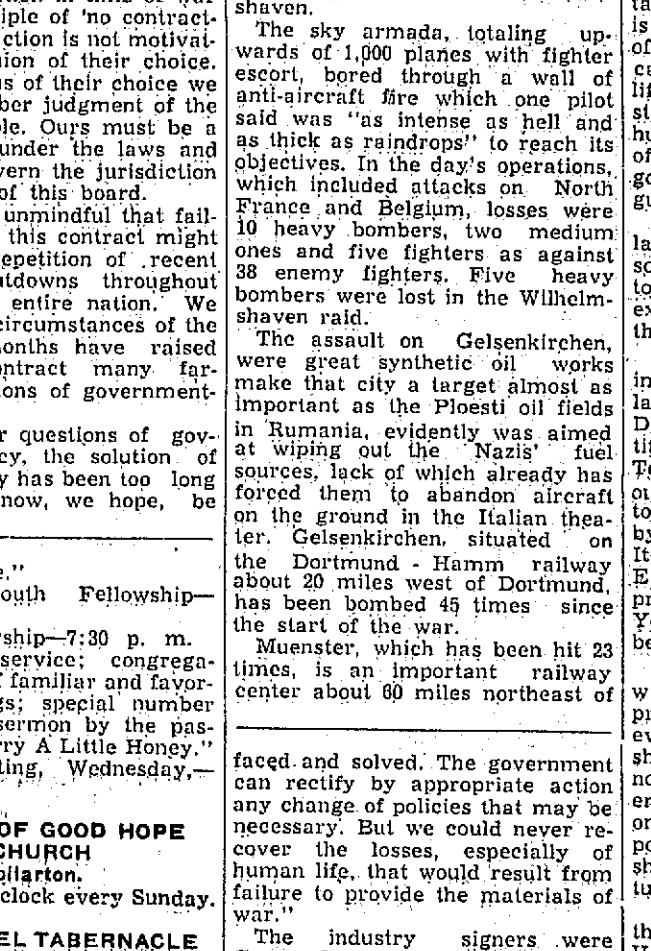 iple of 'no contract-
ction is not motivat-
ion of their choice.
us of their choice we
ber judgment of the
le. Ours must be a
under the laws and
vern the jurisdiction
of this board.
unmindful that fail-
this contract might
epetition of recent
utdowns throughout
entire nation. We
circumstances of the
onths have raised
ontract many far-
ions of government-
r questions of gov-
cy, the solution of
y has been too long
now, we hope, be
e."
outh Fellowship—
ship—7:30 p. m.
service; congrega-
f familiar and favor-
gs; special number
sermon by the pas-
rry A Little Honey."
ting, Wednesday,—
OF GOOD HOPE
CHURCH
ollarton.
clock every Sunday.
EL TABERNACLE
shaven.
The sky armada, totaling up-
wards of 1,000 planes with fighter
escort, bored through a wall of
anti-aircraft fire which one pilot
said was "as intense as hell and
as thick as raindrops" to reach its
objectives. In the day's operations,
which included attacks on North
France and Belgium, losses were
10 heavy bombers, two medium
ones and five fighters as against
38 enemy fighters. Five heavy
bombers were lost in the Wilhelm-
shaven raid.
The assault on Gelsenkirchen,
were great synthetic oil works
make that city a target almost as
important as the Ploesti oil fields
in Rumania, evidently was aimed
at wiping out the Nazis' fuel
sources, lack of which already has
forced them to abandon aircraft
on the ground in the Italian thea-
ter. Gelsenkirchen, situated on
the Dortmund - Hamm railway
about 20 miles west of Dortmund,
has been bombed 45 times since
the start of the war.
Muenster, which has been hit 23
times, is an important railway
center about 60 miles northeast of
faced and solved. The government
can rectify by appropriate action
any change of policies that may be
necessary. But we could never re-
cover the losses, especially of
human life, that would result from
failure to provide the materials of
war."
The industry signers were